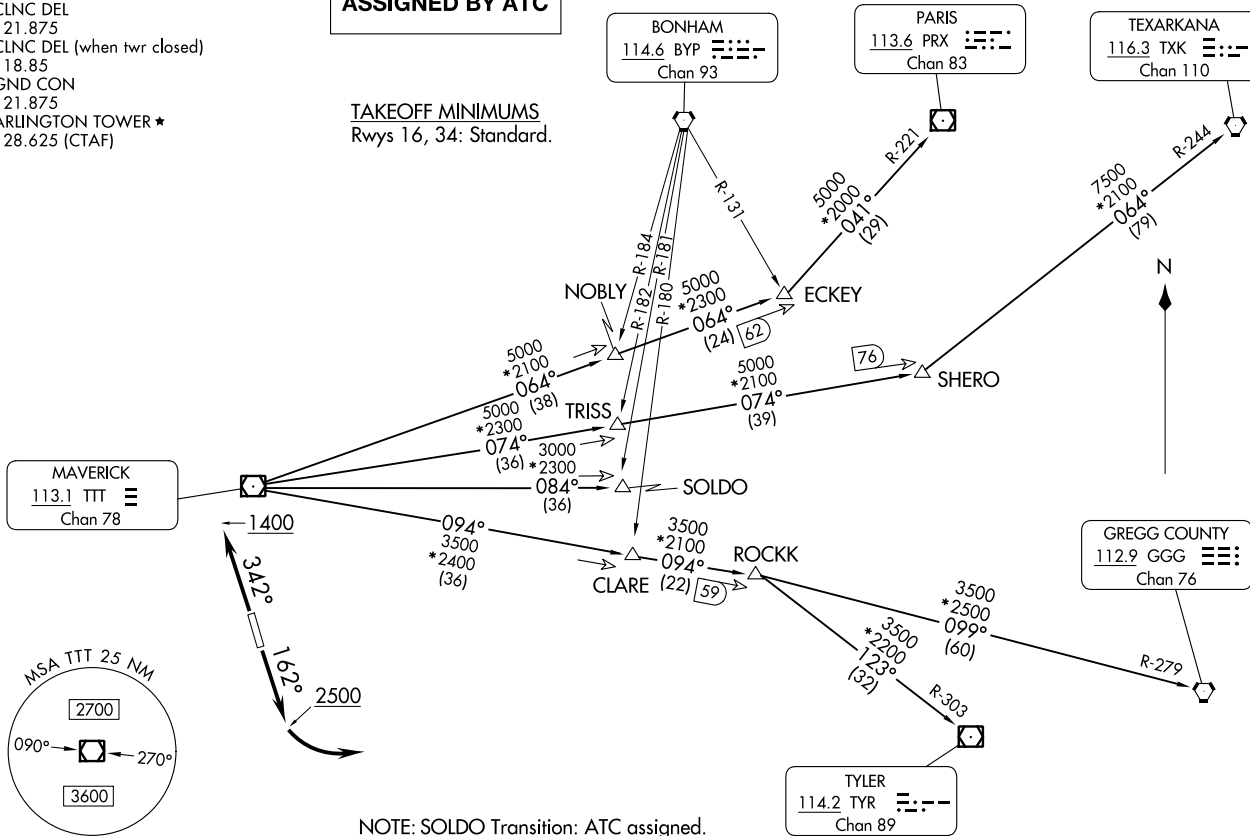 CLNC DEL
21.875
CLNC DEL (when twr closed)
18.85
GND CON
21.875
ARLINGTON TOWER ★
28.625 (CTAF)
ASSIGNED BY ATC
TAKEOFF MINIMUMS
Rwys 16, 34: Standard.
BONHAM
114.6 BYP
Chan 93
PARIS
113.6 PRX
Chan 83
TEXARKANA
116.3 TXK
Chan 110
R-221
R-244
R-131
R-184
R-181
R-182
R-180
5000
*2000
041°
(29)
7500
*2100
064°
(79)
N
NOBLY
5000
*2300
064°
(24)
62
ECKEY
5000
*2100
064°
(38)
TRISS
5000
*2100
074°
(39)
76
SHERO
5000
*2300
074°
(36)
3000
*2300
084°
(36)
SOLDO
MAVERICK
113.1 TTT
Chan 78
094°
3500
*2400
(36)
CLARE
3500
*2100
094°
(22)
59
ROCKK
GREGG COUNTY
112.9 GGG
Chan 76
3500
*2500
099°
(60)
R-279
3500
*2200
123°
(32)
R-303
1400
342°
162°
2500
MSA TTT 25 NM
2700
090°
270°
3600
TYLER
114.2 TYR
Chan 89
NOTE: SOLDO Transition: ATC assigned.